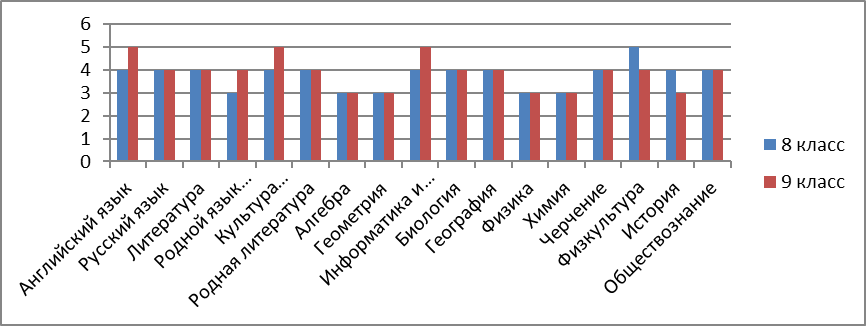 6
5
4
3
2
1
0
Английский язык
Русский язык
Литература
Родной язык...
Культура...
Родная литература
Алгебра
Геометрия
Информатика и...
Биология
География
Физика
Химия
Черчение
Физкультура
История
Обществознание
8 класс
9 класс